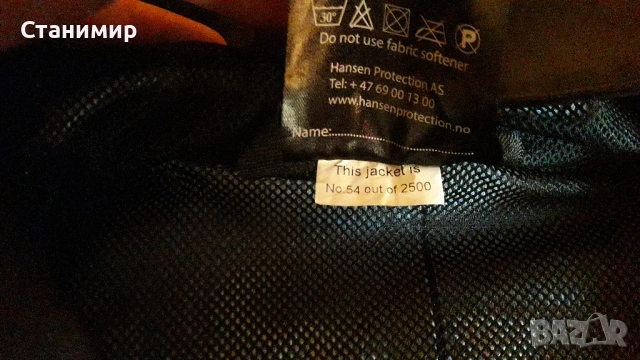 Станимир
30°
P
Do not use fabric softener
Hansen Protection AS
Tel: + 47 69 00 13 00
www.hansenprotection.no
Name:..............................
This jacket is
No.54 out of 2500
BAZAR